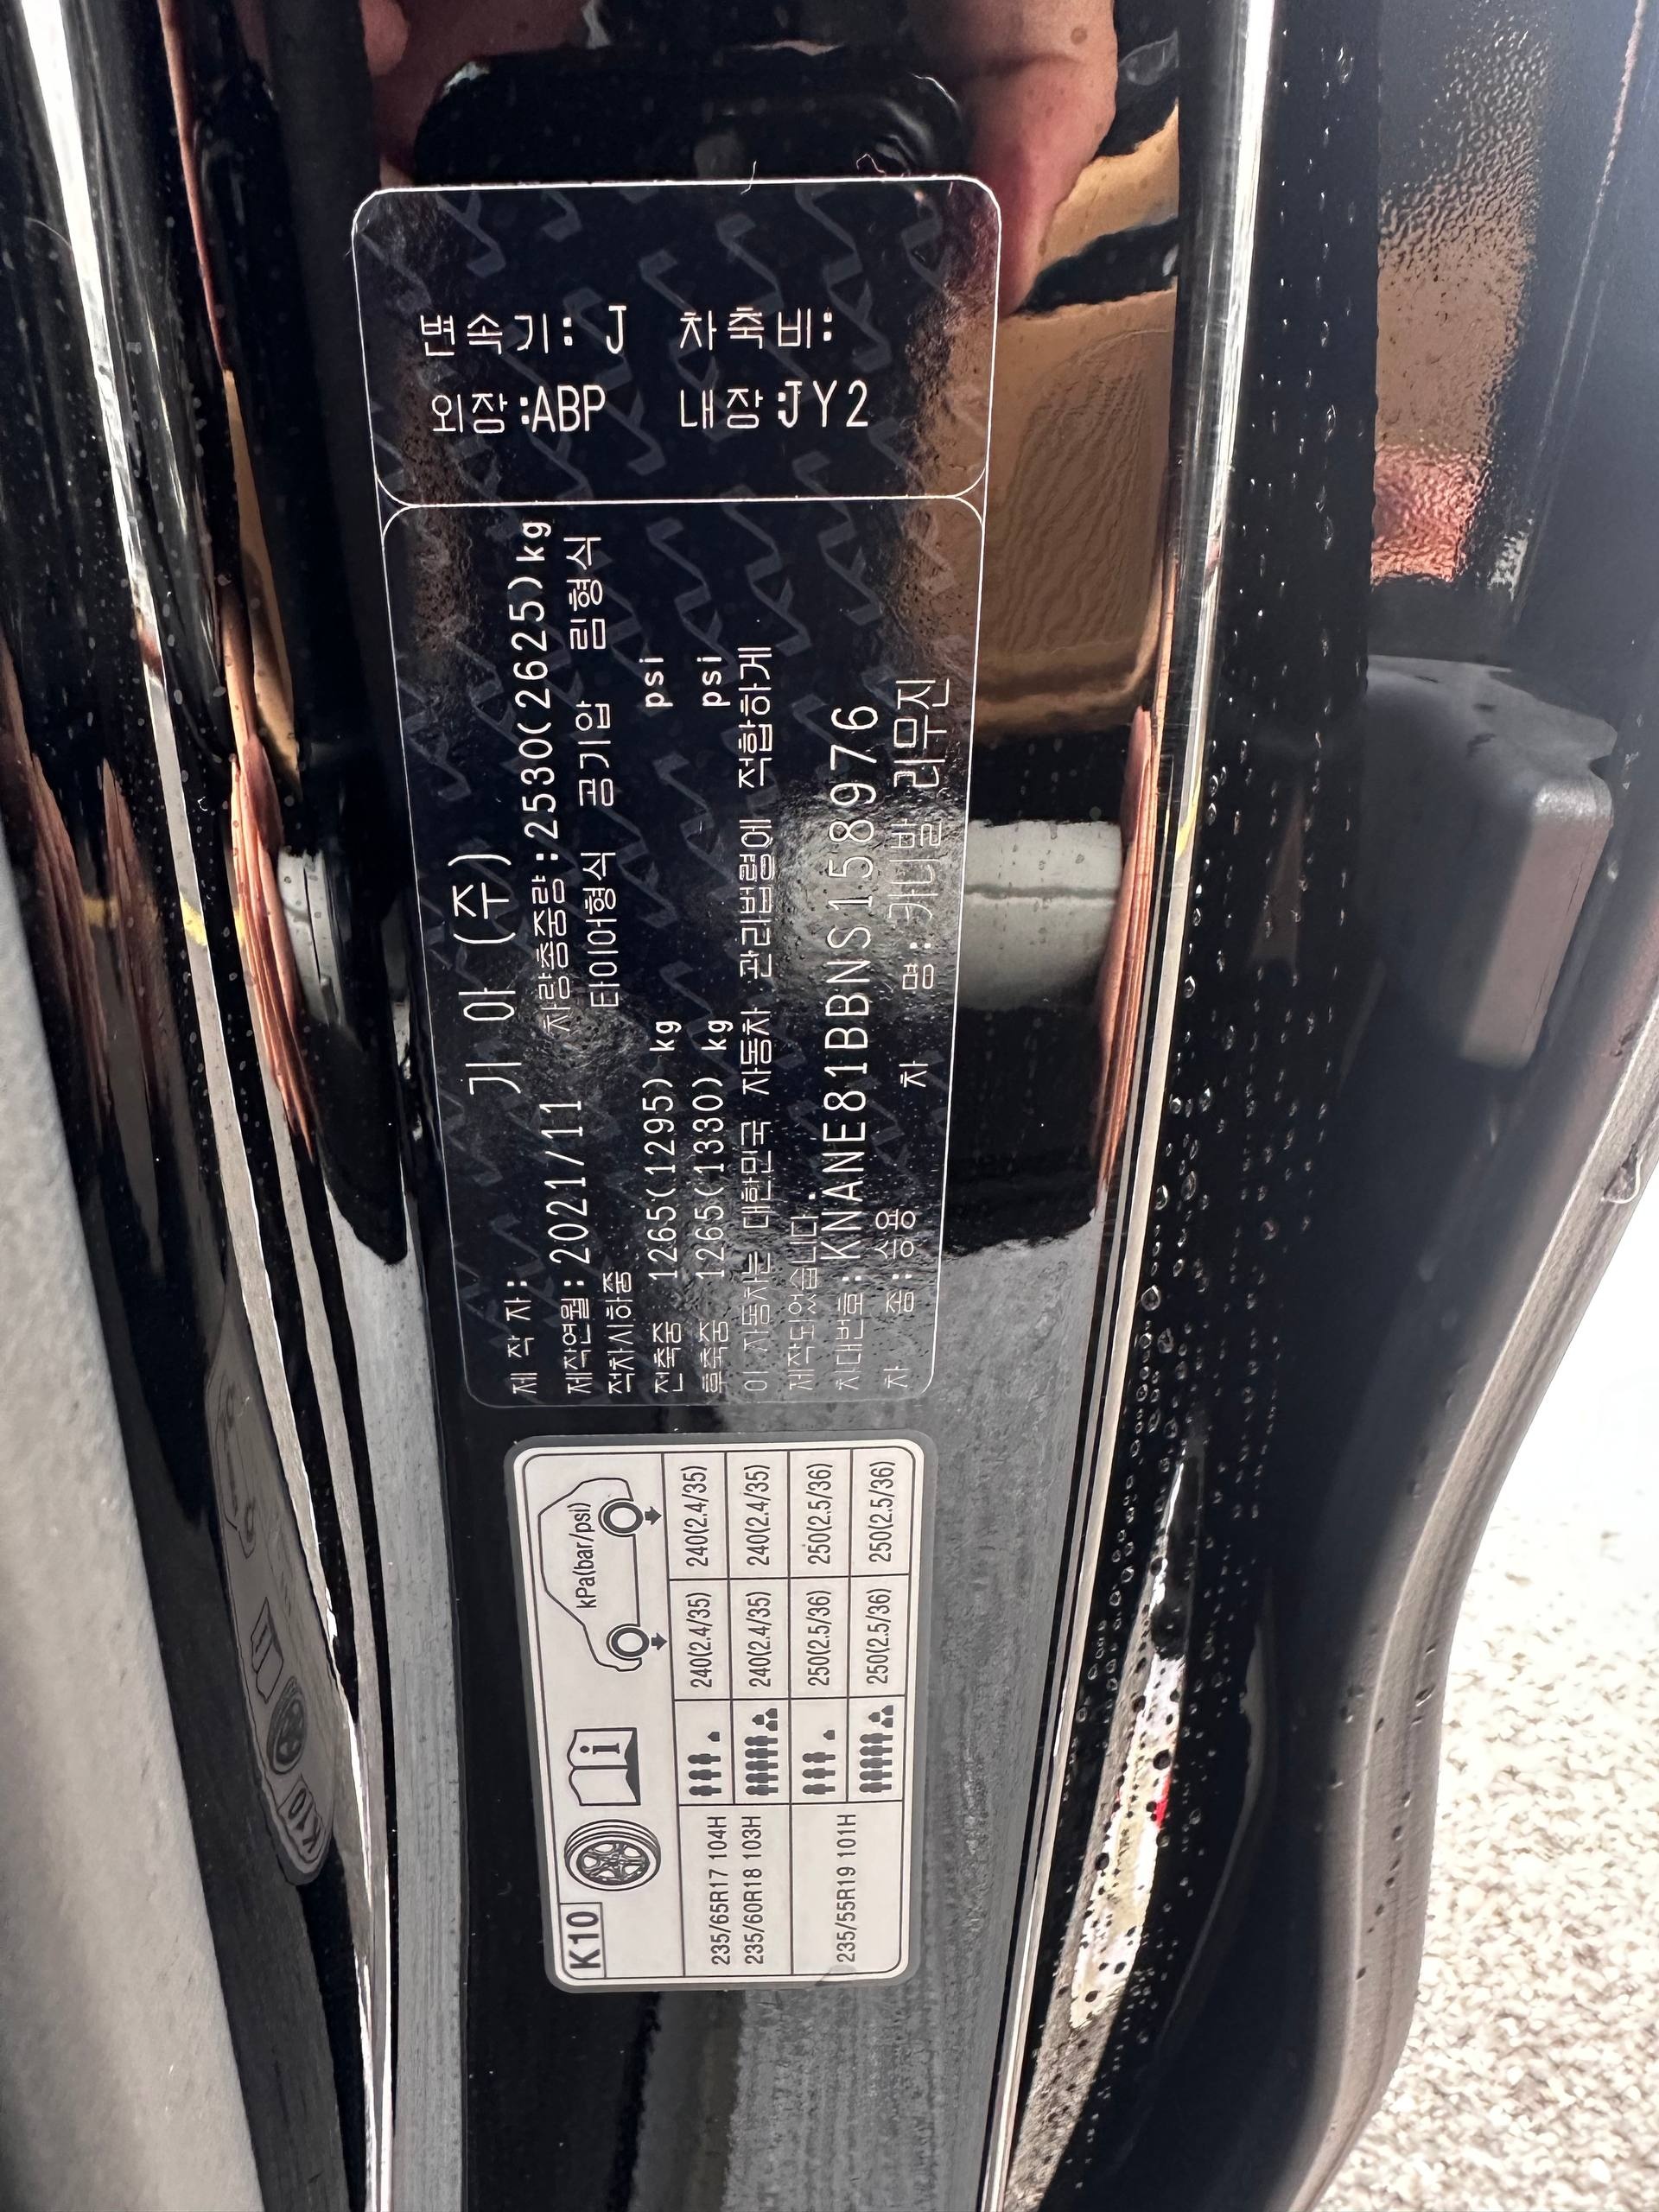 변속기: J 차축비:
외장:ABP 내장:JY2
제 작 자: 기 아 (주)
제작연월:2021/11 차량총중량:2530(2625)kg
적차시하중 타이어형식 공기압 림형식
전축중 1265(1295) kg psi
후축중 1265(1330) kg psi
이 자동차는 대한민국 자동차 관리법령에 적합하게
제작되었습니다.
차대번호:KNANE81BBNS158976
차 종:승용 차 명:카니발 리무진
K10
i
kPa(bar/psi)
235/65R17 104H 240(2.4/35) 240(2.4/35)
235/60R18 103H 240(2.4/35) 240(2.4/35)
235/55R19 101H 250(2.5/36) 250(2.5/36)
250(2.5/36) 250(2.5/36)
K10